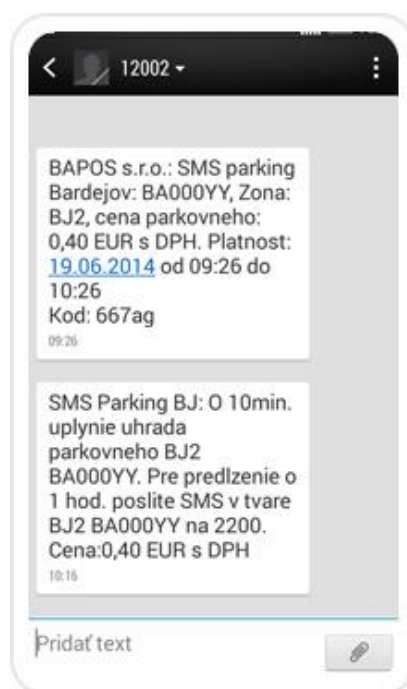 12002
BAPOS s.r.o.: SMS parking
Bardejov: BA000YY, Zona:
BJ2, cena parkovneho:
0,40 EUR s DPH. Platnost:
19.06.2014 od 09:26 do
10:26
Kod: 667ag
09:26
SMS Parking BJ: O 10min.
uplynie uhrada
parkovneho BJ2
BA000YY. Pre predlzenie o
1 hod. poslite SMS v tvare
BJ2 BA000YY na 2200.
Cena:0,40 EUR s DPH
10:16
Pridať text